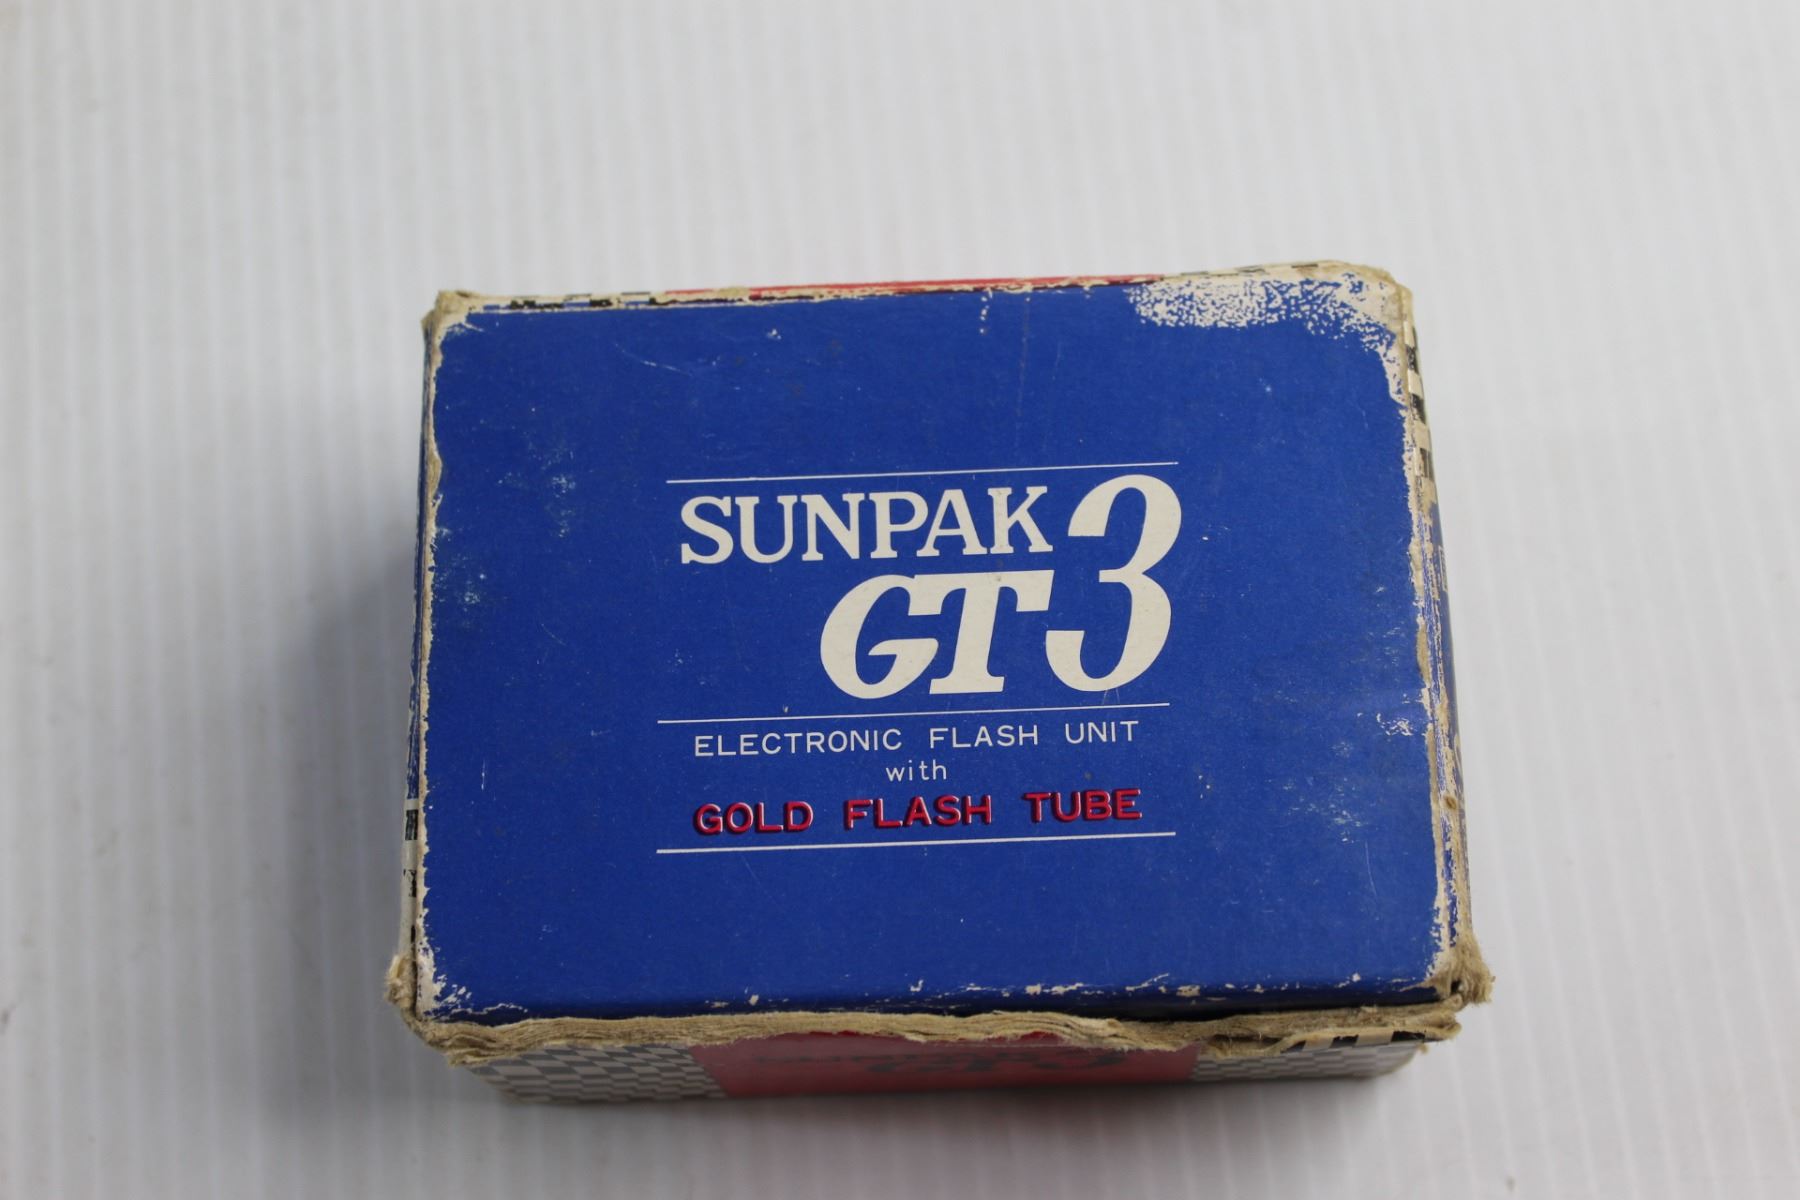 SUNPAK
GT3
ELECTRONIC FLASH UNIT
with
GOLD FLASH TUBE